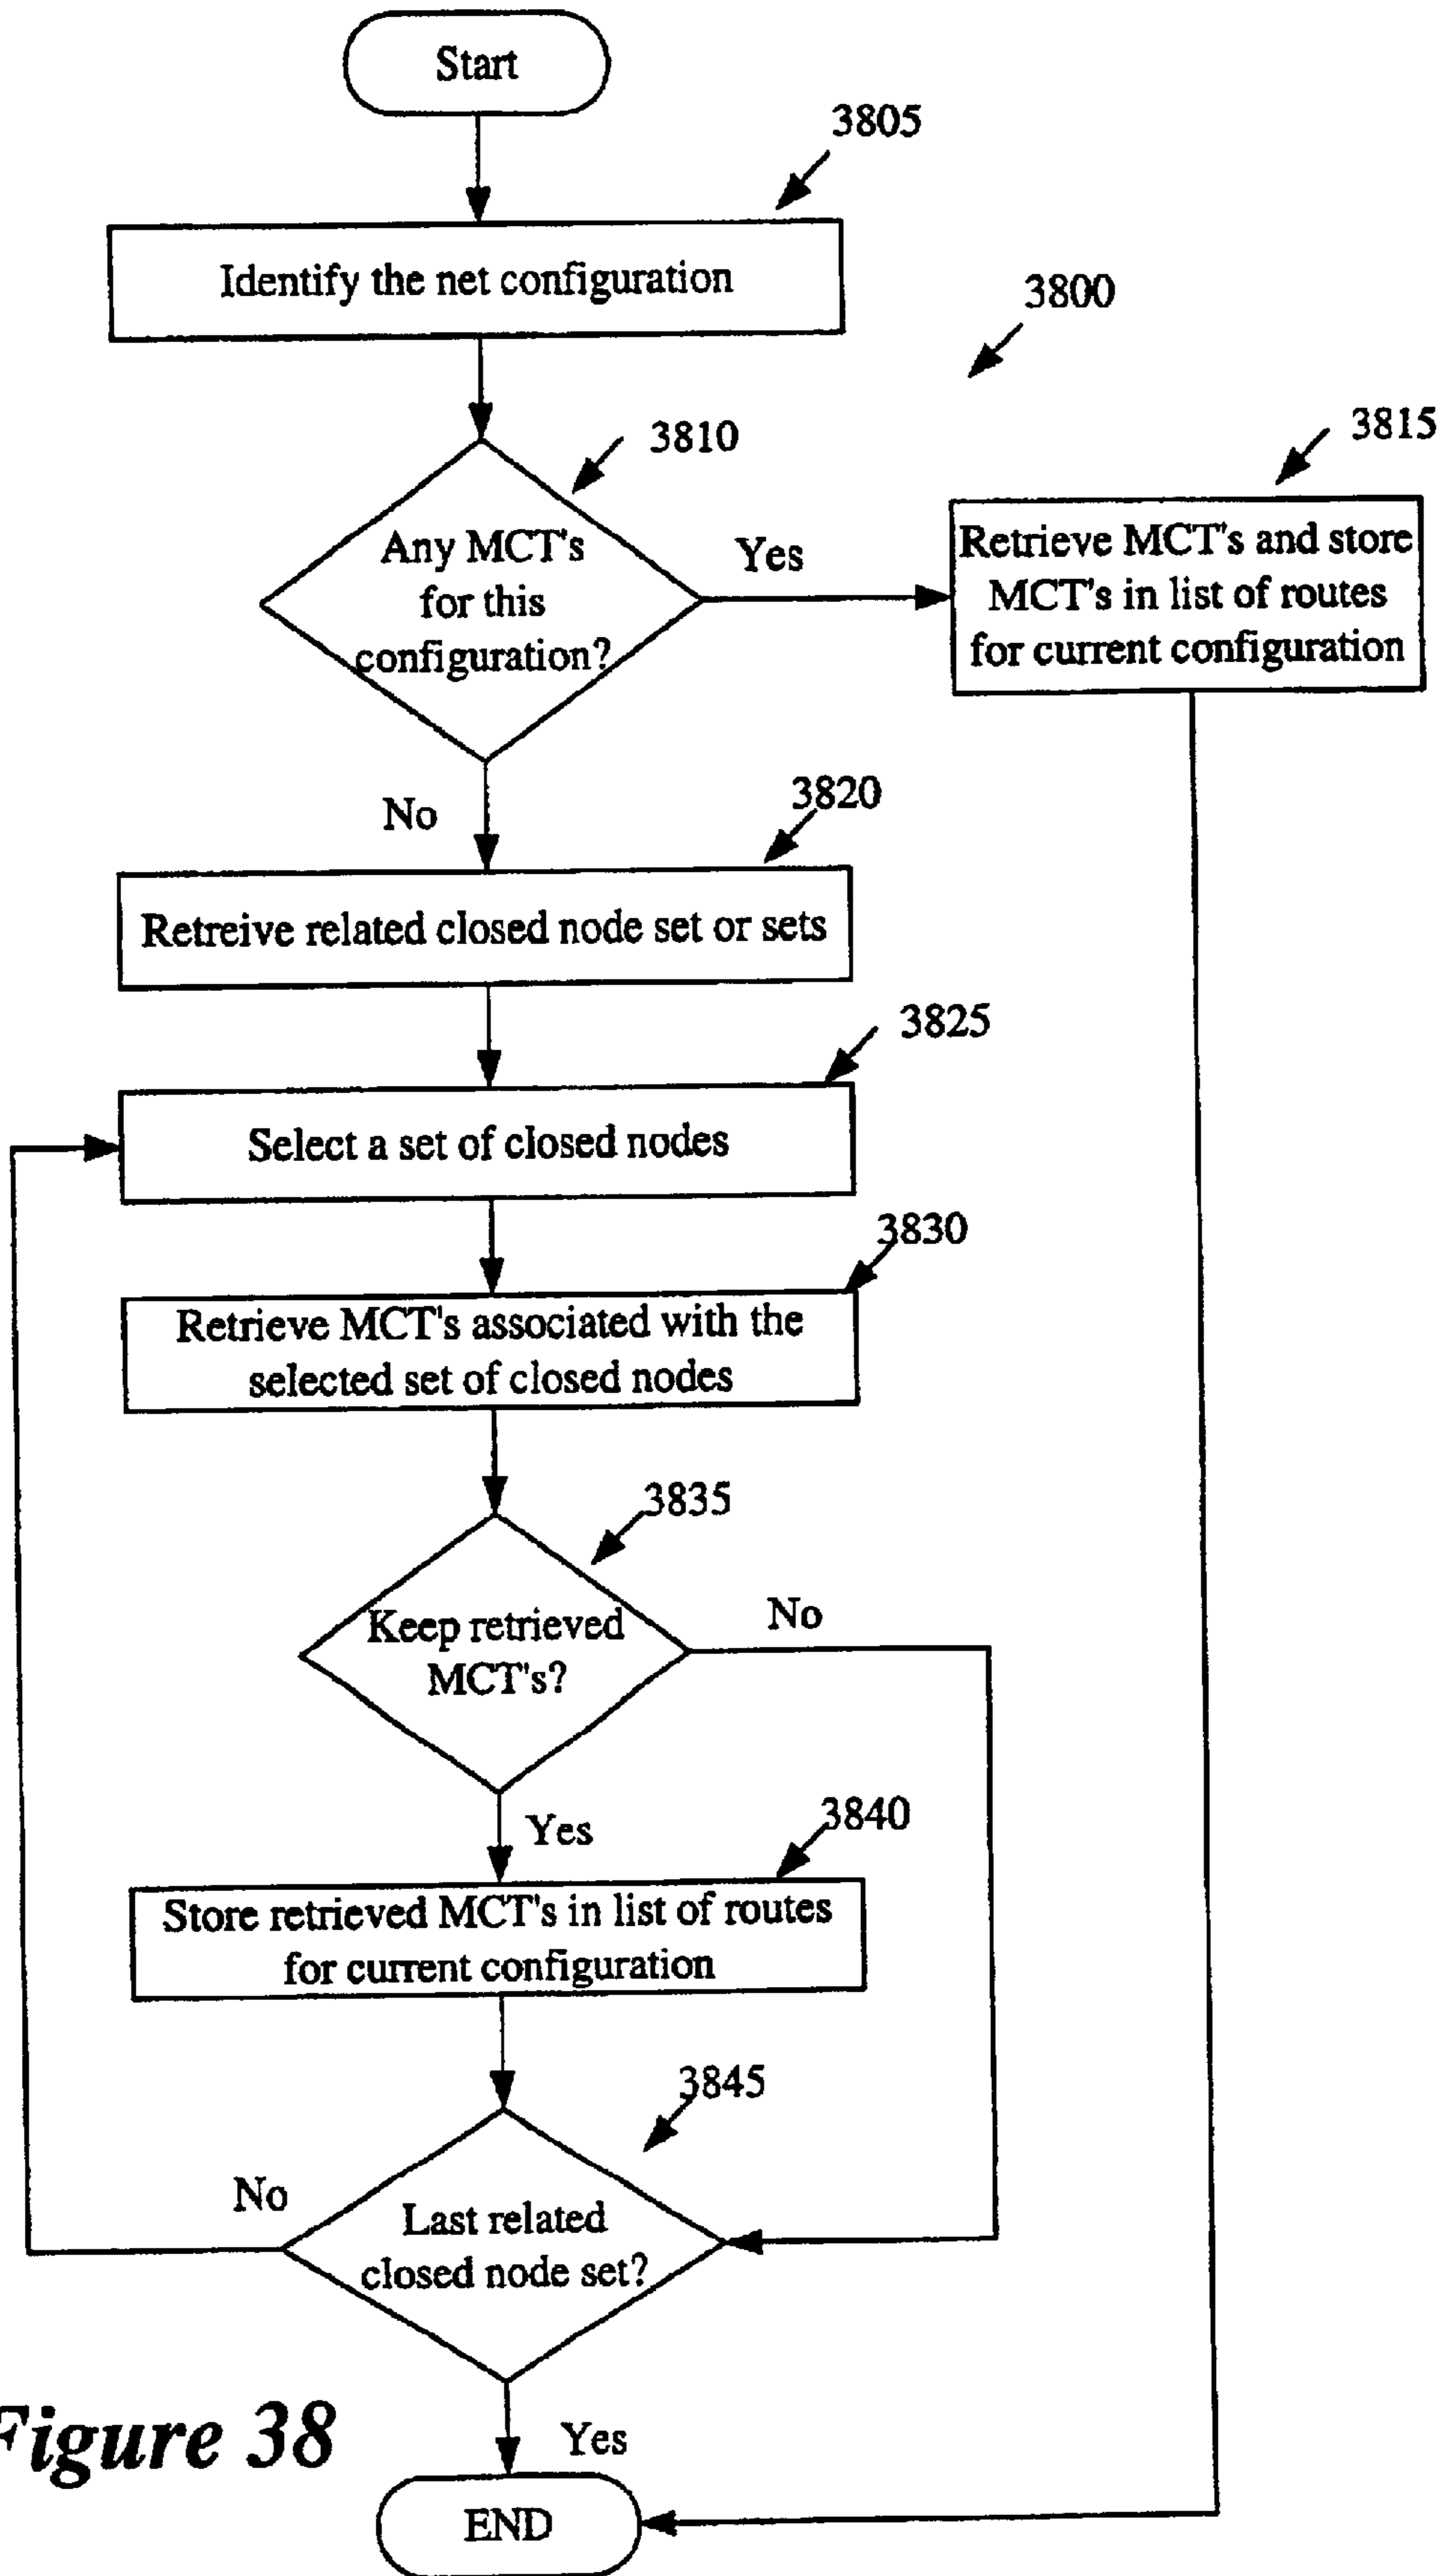 Start
3805
Identify the net configuration
3800
3810
3815
Any MCT's
for this
configuration?
Yes
Retrieve MCT's and store
MCT's in list of routes
for current configuration
No
3820
Retreive related closed node set or sets
3825
Select a set of closed nodes
3830
Retrieve MCT's associated with the
selected set of closed nodes
3835
Keep retrieved
MCT's?
No
Yes
3840
Store retrieved MCT's in list of routes
for current configuration
3845
No
Last related
closed node set?
Figure 38
Yes
END